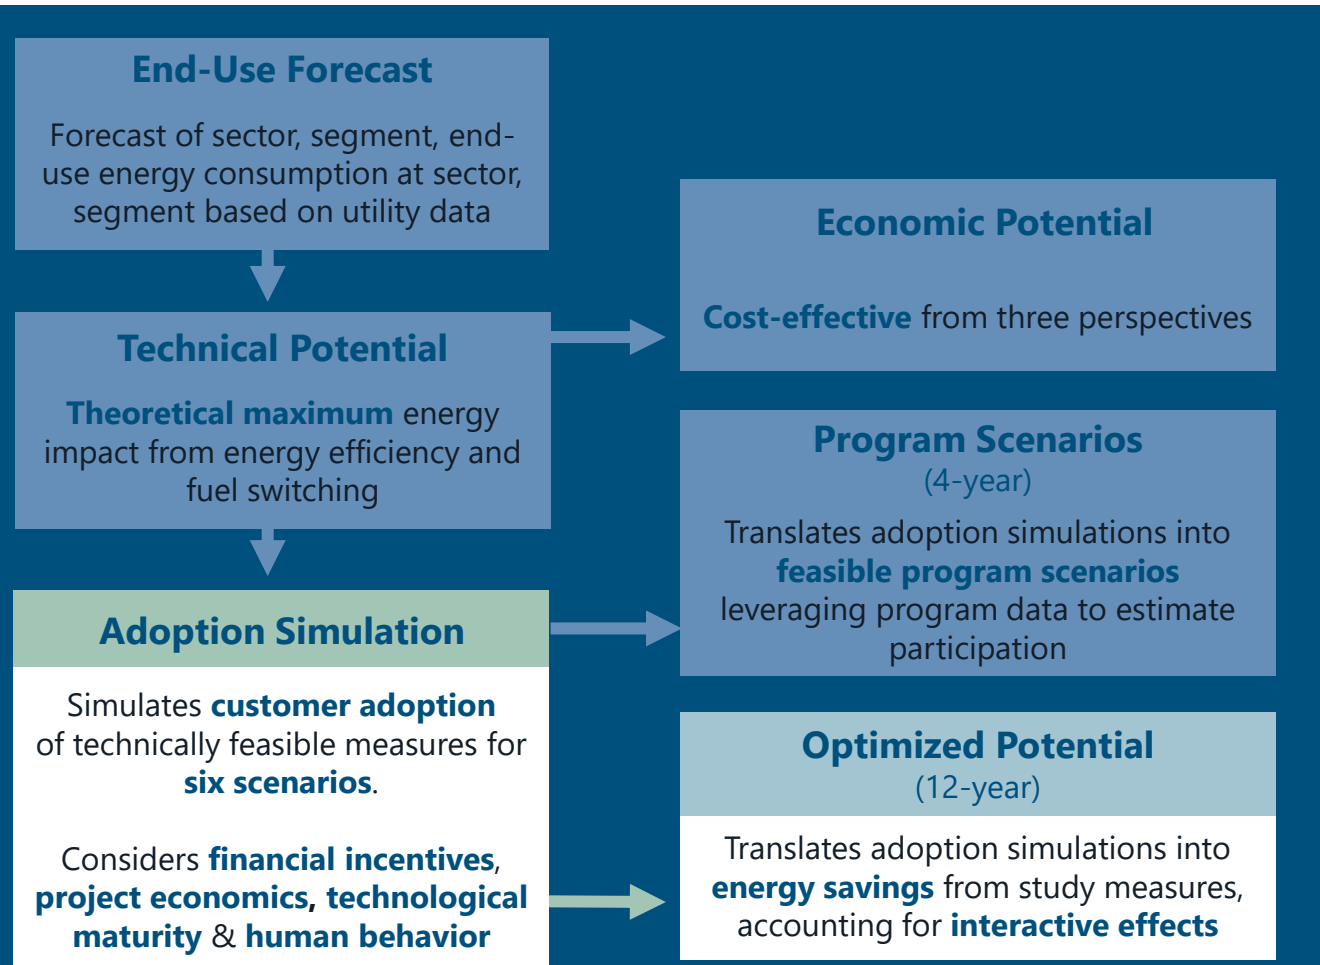 End-Use Forecast
Forecast of sector, segment, end-
use energy consumption at sector,
segment based on utility data
Technical Potential
Theoretical maximum energy
impact from energy efficiency and
fuel switching
Adoption Simulation
Simulates customer adoption
of technically feasible measures for
six scenarios.
Considers financial incentives,
project economics, technological
maturity & human behavior
Economic Potential
Cost-effective from three perspectives
Program Scenarios
(4-year)
Translates adoption simulations into
feasible program scenarios
leveraging program data to estimate
participation
Optimized Potential
(12-year)
Translates adoption simulations into
energy savings from study measures,
accounting for interactive effects